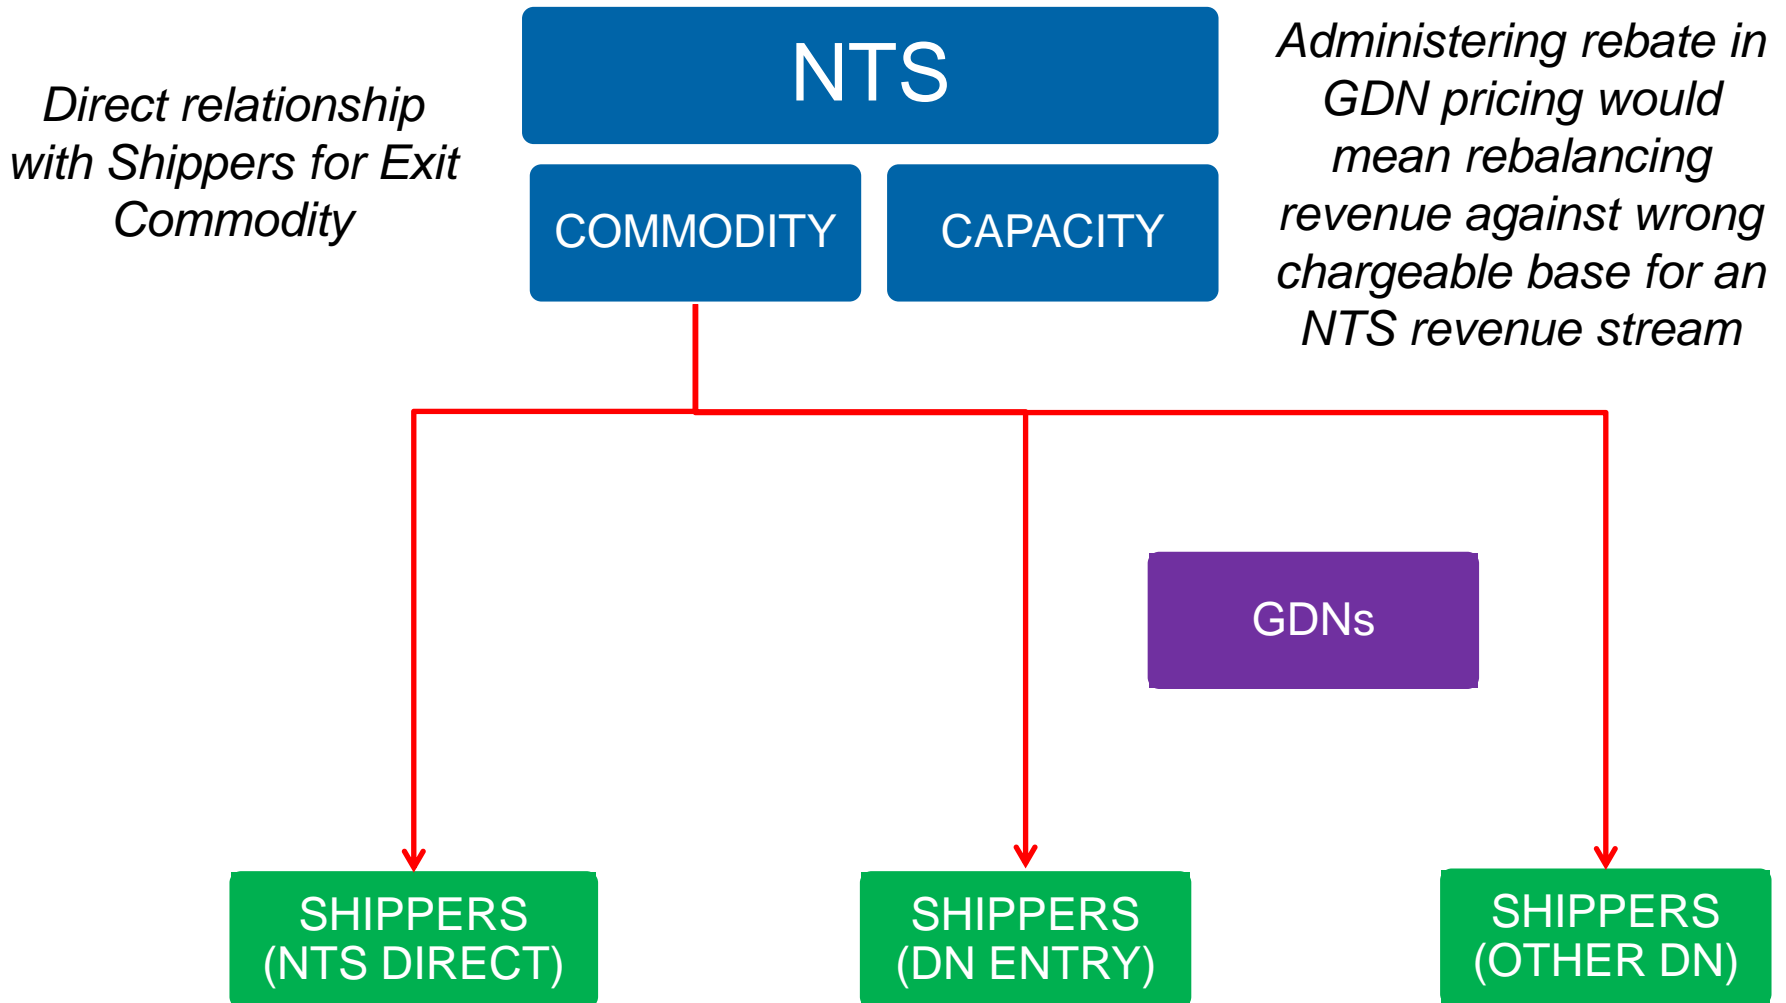 Direct relationship
with Shippers for Exit
Commodity
NTS
Administering rebate in
GDN pricing would
mean rebalancing
revenue against wrong
chargeable base for an
NTS revenue stream
COMMODITY
CAPACITY
GDNs
SHIPPERS
(NTS DIRECT)
SHIPPERS
(DN ENTRY)
SHIPPERS
(OTHER DN)